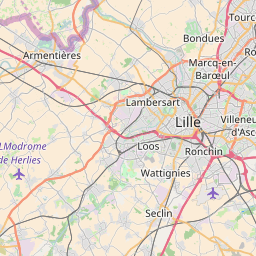 Tourc
Bondues
Armentières
Marcq-en-
Barœul
Lambersart
Lille
Villeneu
d'Asc
LModrome
de Herlies
Loos
Ronchin
Wattignies
Seclin